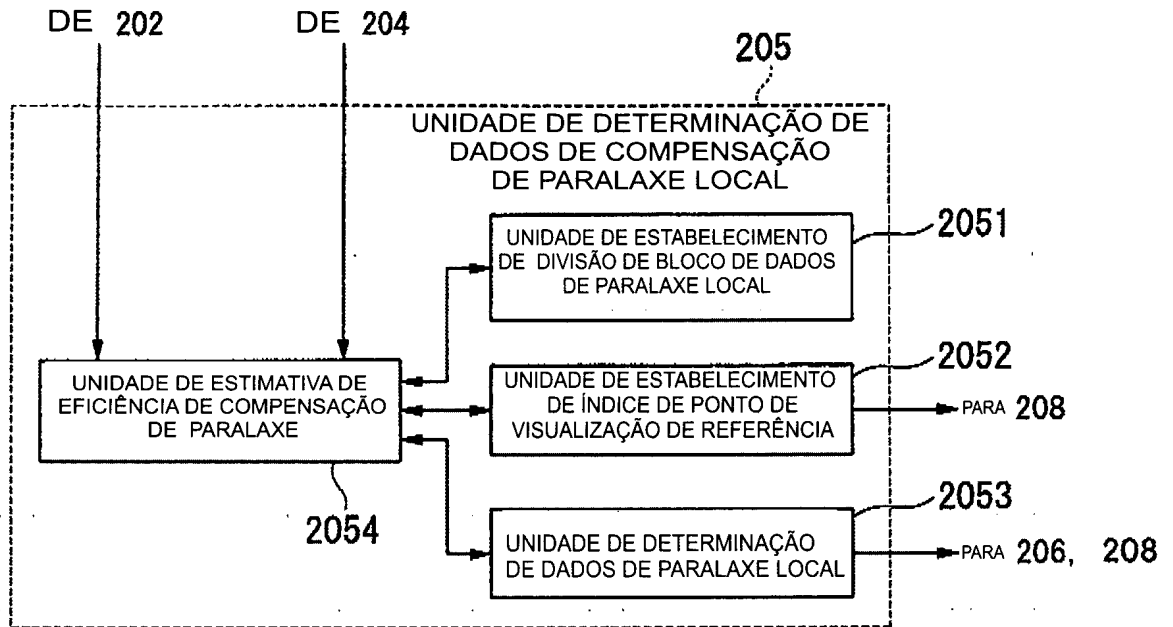 DE 202
DE 204
205
UNIDADE DE DETERMINAÇÃO DE
DADOS DE COMPENSAÇÃO
DE PARALAXE LOCAL
2051
UNIDADE DE ESTABELECIMENTO
DE DIVISÃO DE BLOCO DE DADOS
DE PARALAXE LOCAL
2052
UNIDADE DE ESTABELECIMENTO
DE ÍNDICE DE PONTO DE
VISUALIZAÇÃO DE REFERÊNCIA
PARA 208
UNIDADE DE ESTIMATIVA DE
EFICIÊNCIA DE COMPENSAÇÃO
DE PARALAXE
2054
2053
UNIDADE DE DETERMINAÇÃO
DE DADOS DE PARALAXE LOCAL
PARA 206, 208